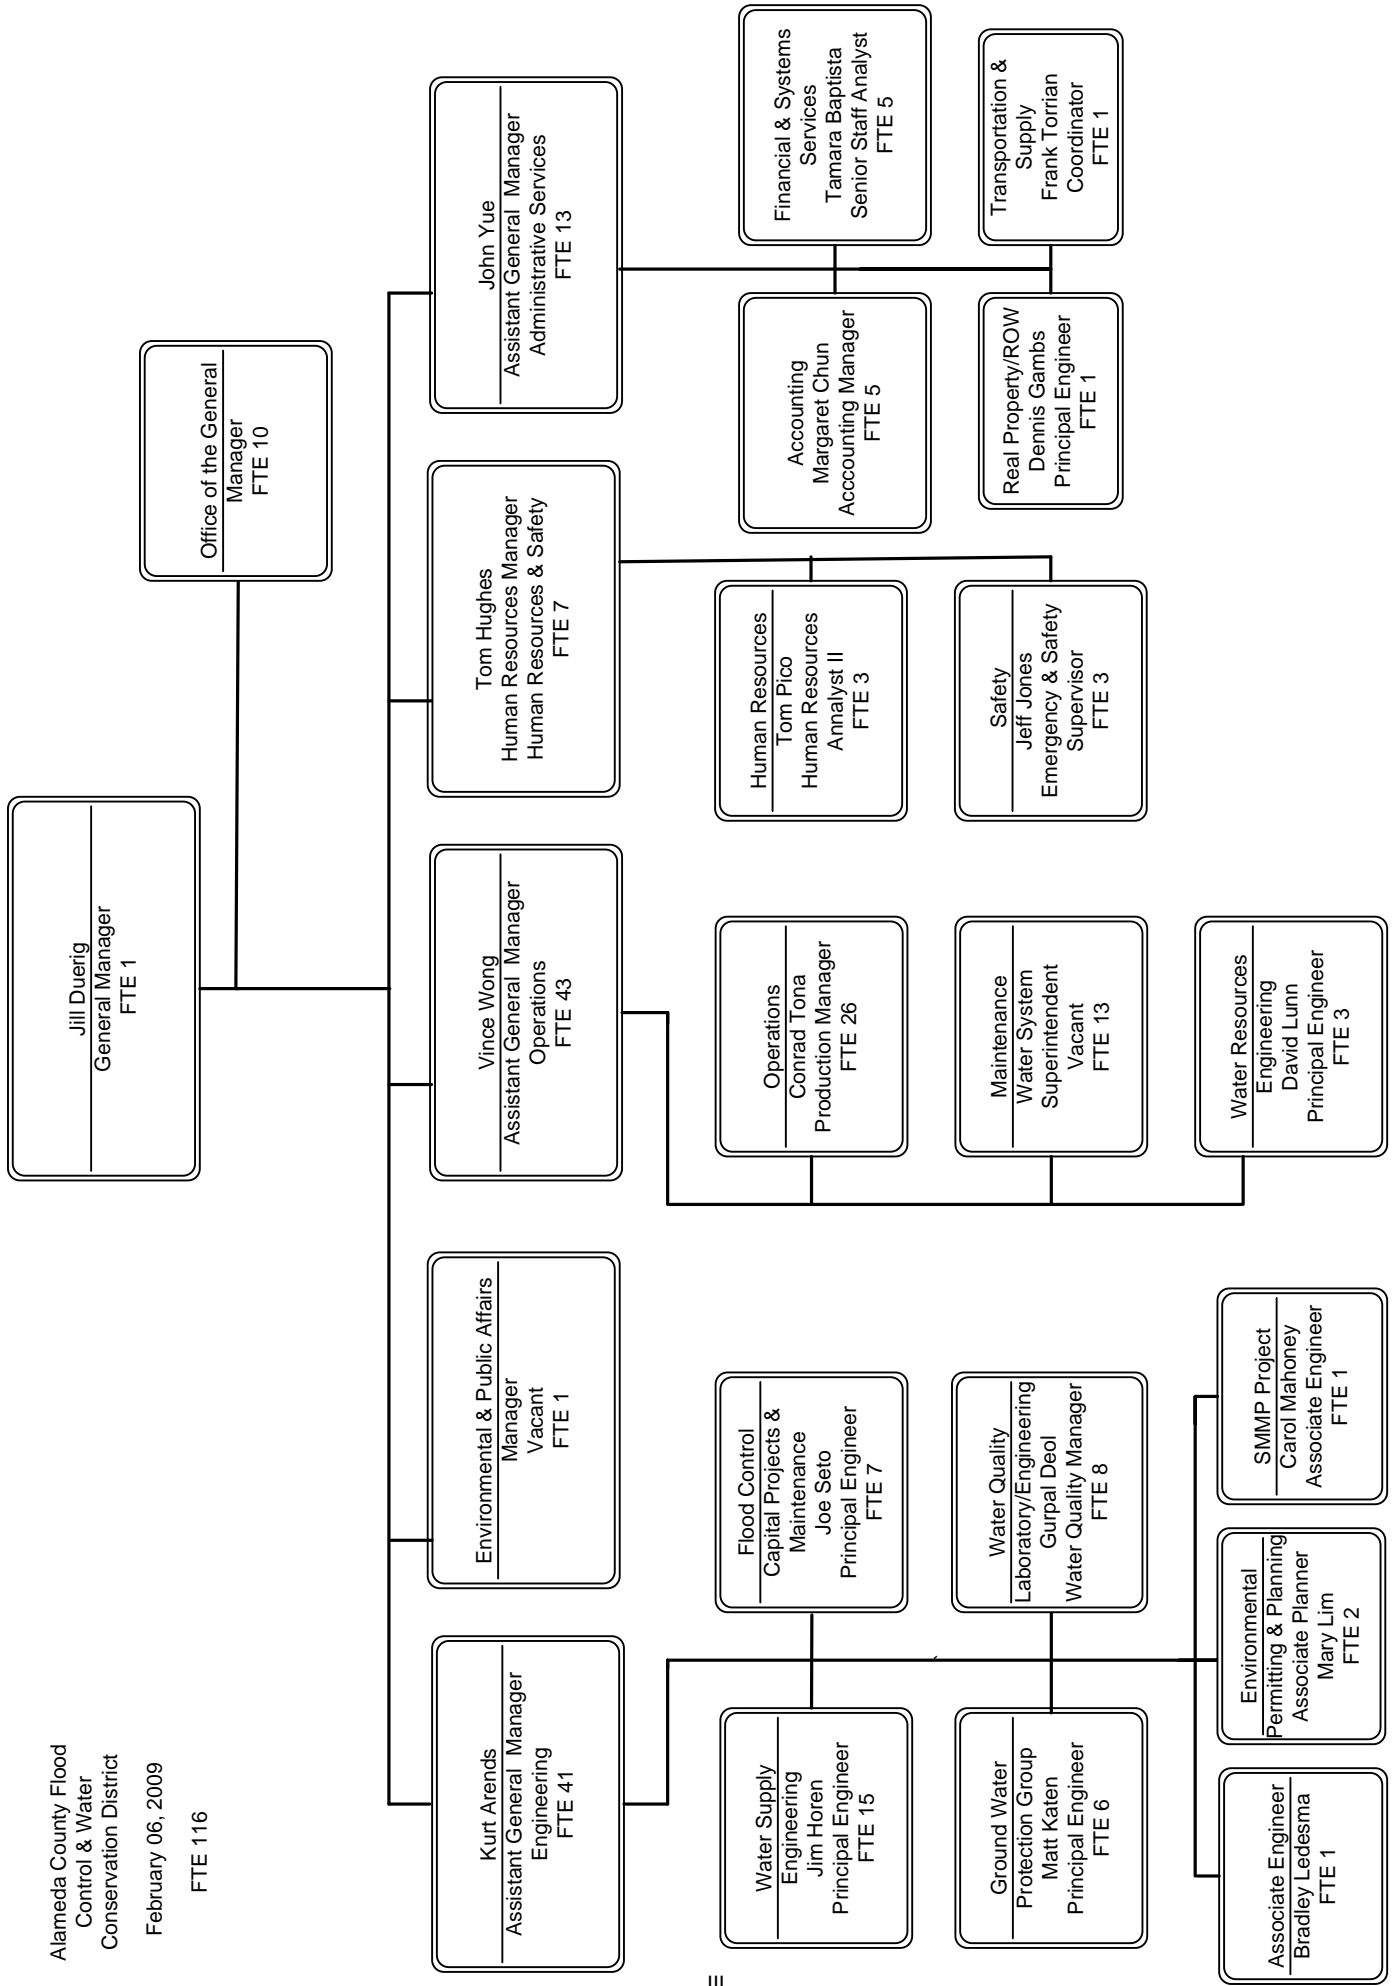 Alameda County Flood
Control & Water
Conservation District
February 06, 2009
FTE 116
Jill Duerig
General Manager
FTE 1
Office of the General
Manager
FTE 10
Kurt Arends
Assistant General Manager
Engineering
FTE 41
Environmental & Public Affairs
Manager
Vacant
FTE 1
Vince Wong
Assistant General Manager
Operations
FTE 43
Tom Hughes
Human Resources Manager
Human Resources & Safety
FTE 7
John Yue
Assistant General Manager
Administrative Services
FTE 13
Water Supply
Engineering
Jim Horen
Principal Engineer
FTE 15
Flood Control
Capital Projects &
Maintenance
Joe Seto
Principal Engineer
FTE 7
Operations
Conrad Tona
Production Manager
FTE 26
Human Resources
Tom Pico
Human Resources
Annalyst II
FTE 3
Accounting
Margaret Chun
Acccounting Manager
FTE 5
Financial & Systems
Services
Tamara Baptista
Senior Staff Analyst
FTE 5
Ground Water
Protection Group
Matt Katen
Principal Engineer
FTE 6
Water Quality
Laboratory/Engineering
Gurpal Deol
Water Quality Manager
FTE 8
Maintenance
Water System
Superintendent
Vacant
FTE 13
Safety
Jeff Jones
Emergency & Safety
Supervisor
FTE 3
Real Property/ROW
Dennis Gambs
Principal Engineer
FTE 1
Transportation &
Supply
Frank Torrian
Coordinator
FTE 1
Associate Engineer
Bradley Ledesma
FTE 1
Environmental
Permitting & Planning
Associate Planner
Mary Lim
FTE 2
SMMP Project
Carol Mahoney
Associate Engineer
FTE 1
Water Resources
Engineering
David Lunn
Principal Engineer
FTE 3
III